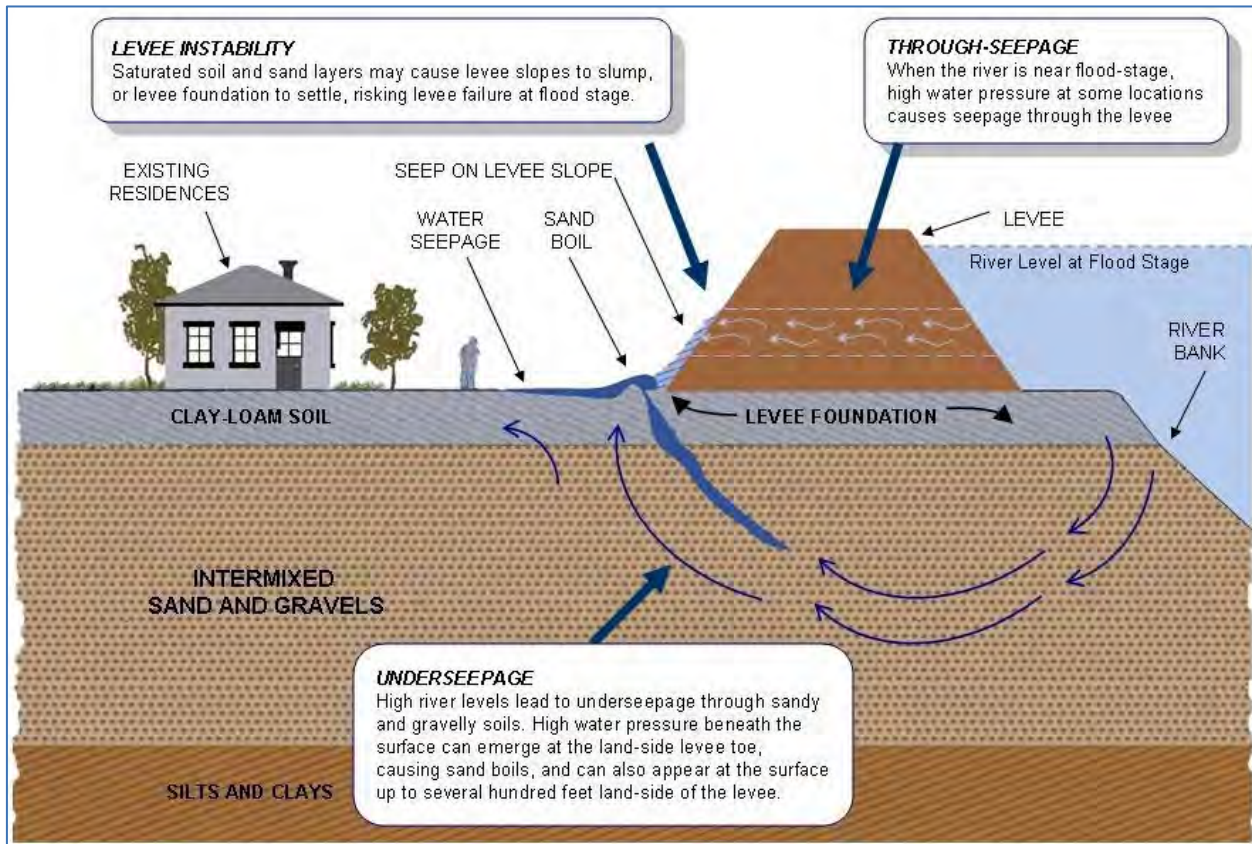 LEVEE INSTABILITY
Saturated soil and sand layers may cause levee slopes to slump,
or levee foundation to settle, risking levee failure at flood stage.
THROUGH-SEEPAGE
When the river is near flood-stage,
high water pressure at some locations
causes seepage through the levee
EXISTING
RESIDENCES
SEEP ON LEVEE SLOPE
WATER
SEEPAGE
SAND
BOIL
LEVEE
River Level at Flood Stage
RIVER
BANK
CLAY-LOAM SOIL
LEVEE FOUNDATION
INTERMIXED
SAND AND GRAVELS
UNDERSEEPAGE
High river levels lead to underseepage through sandy
and gravelly soils. High water pressure beneath the
surface can emerge at the land-side levee toe,
causing sand boils, and can also appear at the surface
up to several hundred feet land-side of the levee.
SILTS AND CLAYS